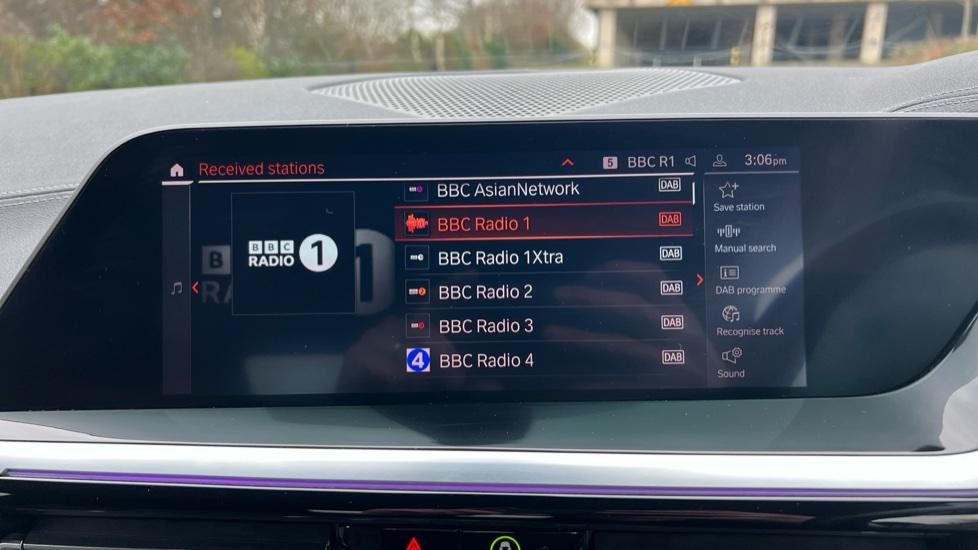 Received stations
5 BBC R1 3:06pm
BBC RADIO 1
BBC AsianNetwork DAB
BBC Radio 1 DAB
BBC Radio 1Xtra DAB
BBC Radio 2 DAB
BBC Radio 3 DAB
4 BBC Radio 4 DAB
Save station
Manual search
DAB programme
Recognise track
Sound